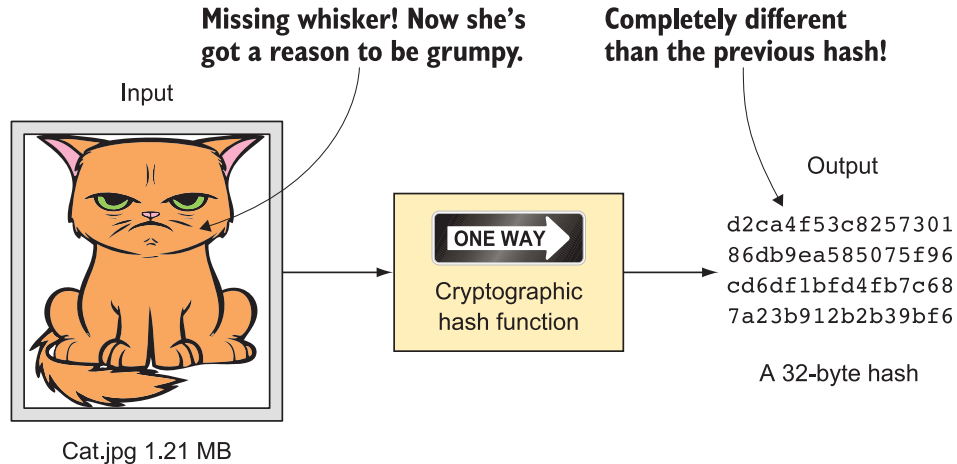 Missing whisker! Now she's
got a reason to be grumpy.
Completely different
than the previous hash!
Input
Output
ONE WAY
Cryptographic
hash function
d2ca4f53c8257301
86db9ea585075f96
cd6df1bfd4fb7c68
7a23b912b2b39bf6
A 32-byte hash
Cat.jpg 1.21 MB